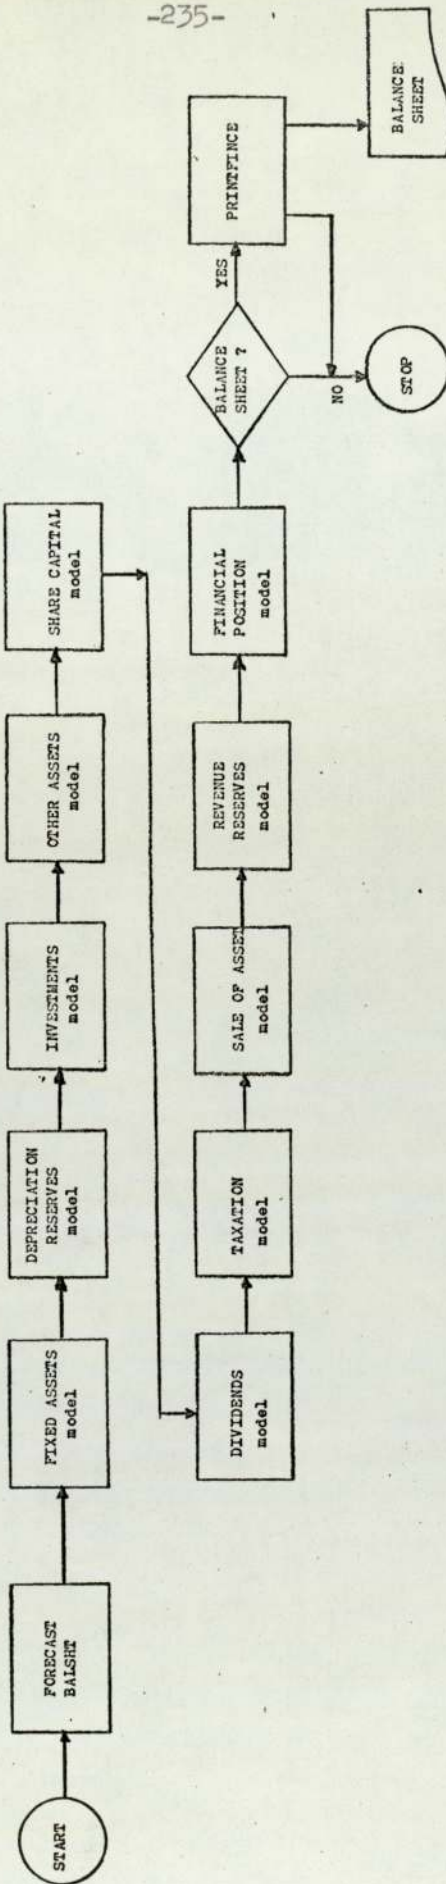 -235-
START
FORECAST
BALSHT
FIXED ASSETS
model
DEPRECIATION
RESERVES
model
INVESTMENTS
model
OTHER ASSETS
model
SHARE CAPITAL
model
DIVIDENDS
model
TAXATION
model
SALE OF ASSET
model
REVENUE
RESERVES
model
FINANCIAL
POSITION
model
BALANCE
SHEET ?
YES
NO
PRINTFINCE
BALANCE
SHEET
STOP